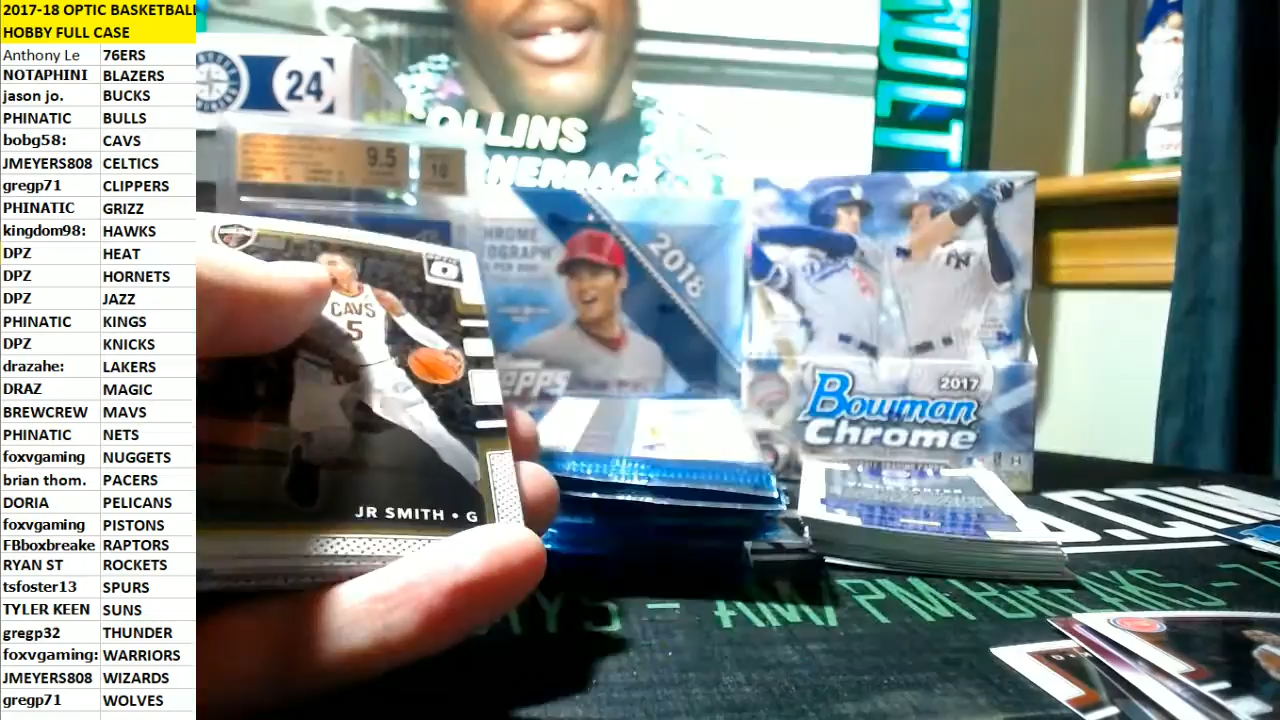 2017-18 OPTIC BASKETBALL
HOBBY FULL CASE
Anthony Le 76ERS
NOTAPHINI BLAZERS
jason jo. BUCKS
PHINATIC BULLS
bobg58: CAVS
JMEYERS808 CELTICS
gregp71 CLIPPERS
PHINATIC GRIZZ
kingdom98: HAWKS
DPZ HEAT
DPZ HORNETS
DPZ JAZZ
PHINATIC KINGS
DPZ KNICKS
drazahe: LAKERS
DRAZ MAGIC
BREWCREW MAVS
PHINATIC NETS
foxvgaming NUGGETS
brian thom. PACERS
DORIA PELICANS
foxvgaming PISTONS
FBboxbreake RAPTORS
RYAN ST ROCKETS
tsfoster13 SPURS
TYLER KEEN SUNS
gregp32 THUNDER
foxvgaming: WARRIORS
JMEYERS808 WIZARDS
gregp71 WOLVES
24
OLLINS
9.5
10
2018
CAVS
5
JR SMITH • G
2017
Bowman
Chrome
AM/PM BREAKS